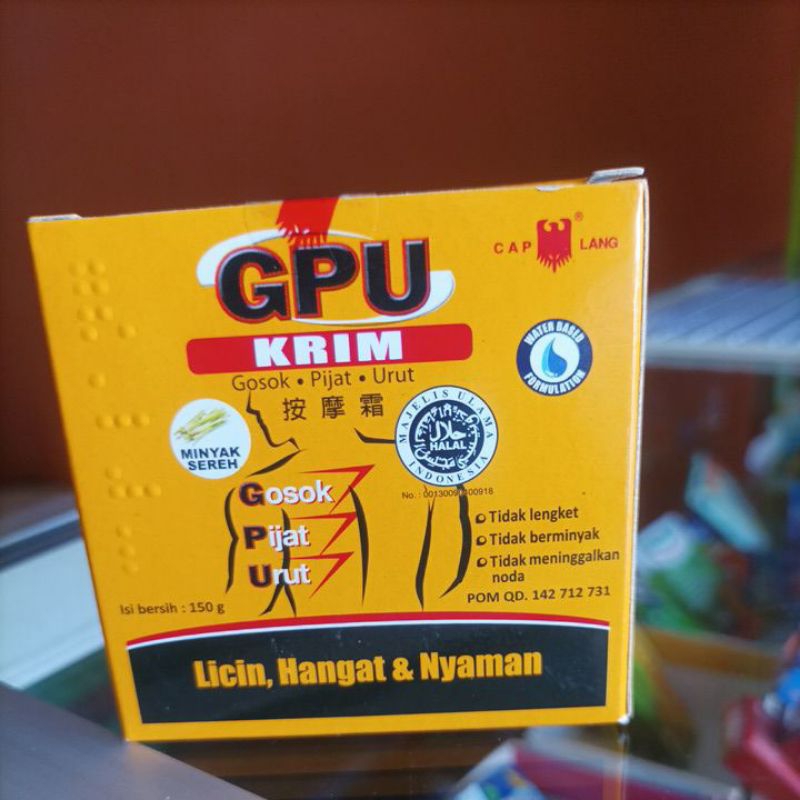 GPU
CAP LANG
®
KRIM
Gosok • Pijat • Urut
按摩霜
WATER BASED
FORMULATION
MINYAK
SEREH
MAJELIS ULAMA
حلال
HALAL
INDONESIA
Gosok
Pijat
Urut
Tidak lengket
Tidak berminyak
Tidak meninggalkan
noda
Isi bersih : 150 g
POM QD. 142 712 731
Licin, Hangat & Nyaman